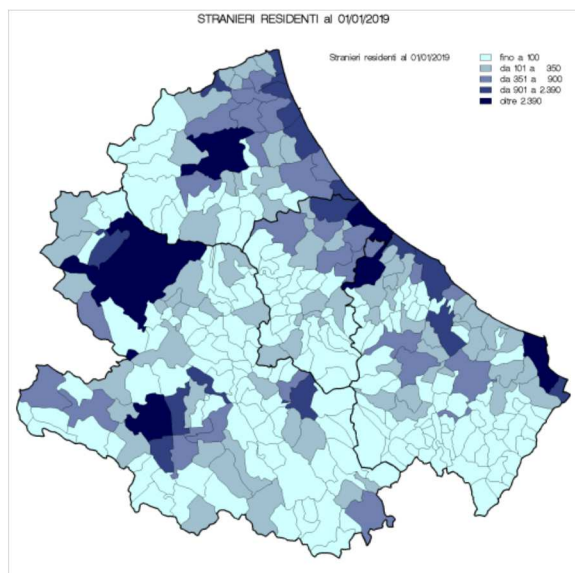 STRANIERI RESIDENTI al 01/01/2019
Stranieri residenti al 01/01/2019
fino a 100
da 101 a 350
da 351 a 900
da 901 a 2.390
oltre 2.390